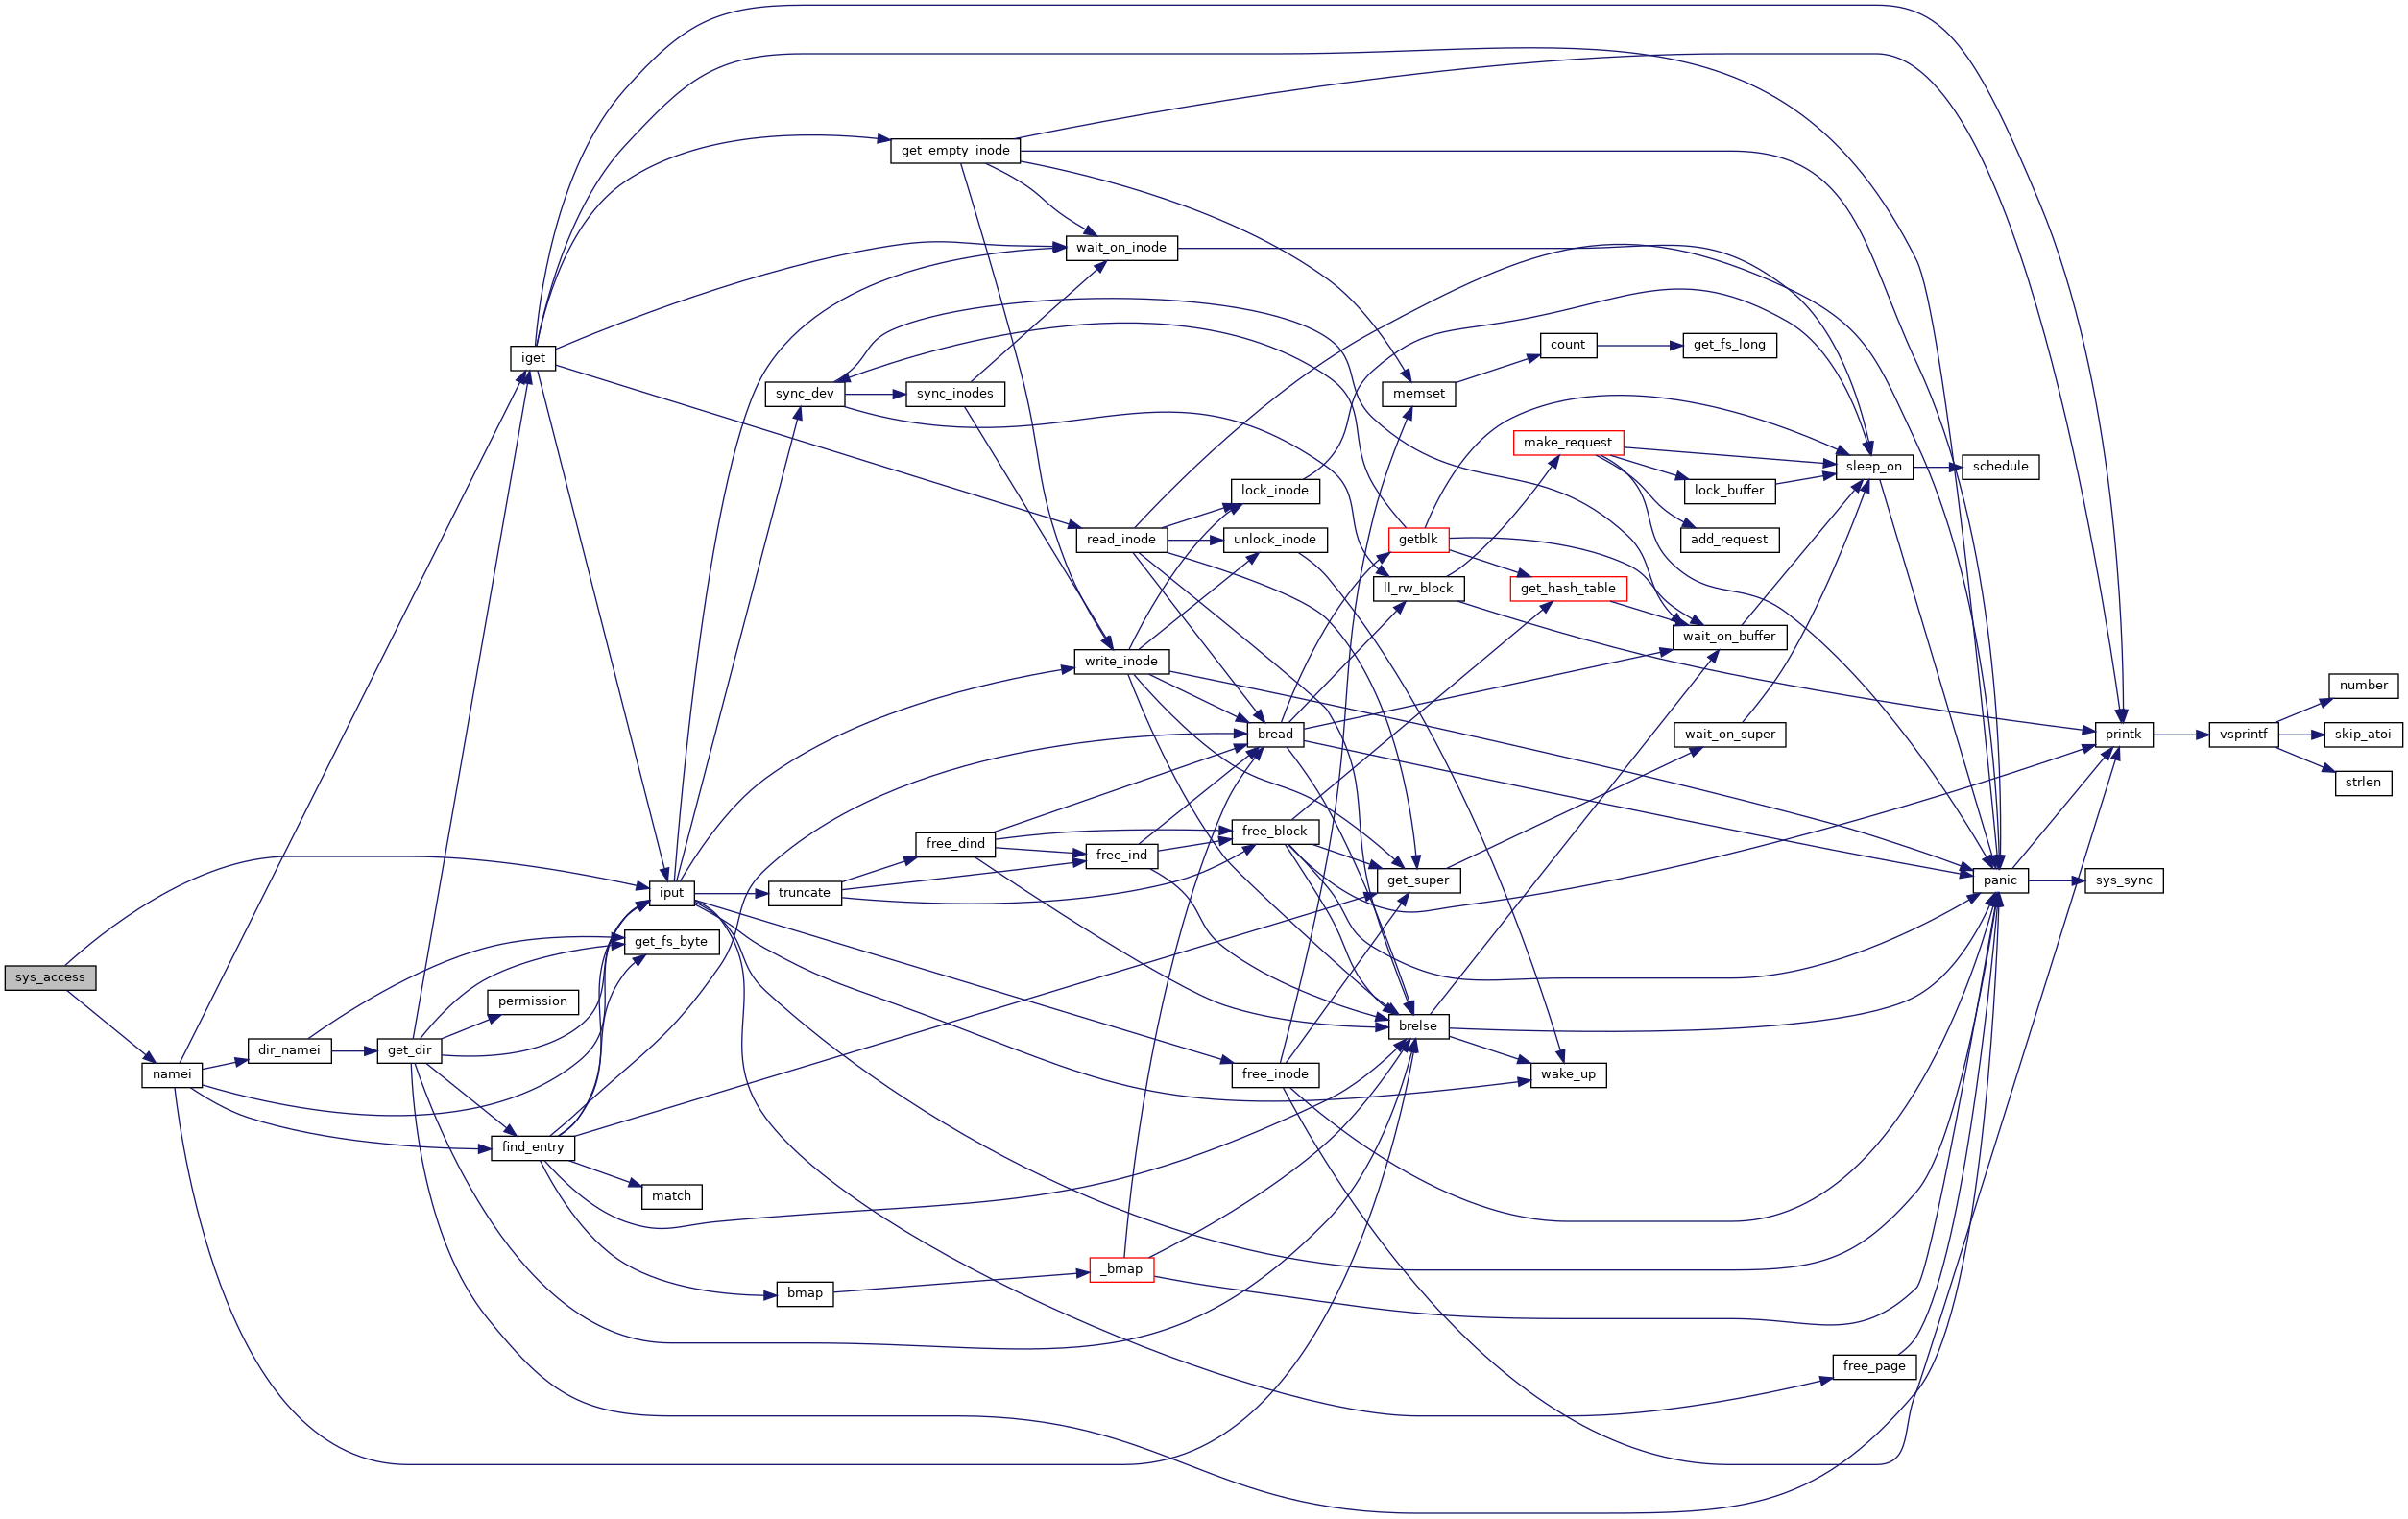 get_empty_inode
wait_on_inode
iget
count
get_fs_long
sync_dev
sync_inodes
memset
make_request
sleep_on
schedule
lock_inode
lock_buffer
read_inode
unlock_inode
getblk
add_request
ll_rw_block
get_hash_table
wait_on_buffer
write_inode
number
bread
wait_on_super
printk
vsprintf
skip_atoi
strlen
free_block
free_dind
free_ind
iput
truncate
get_super
panic
sys_sync
get_fs_byte
sys_access
permission
brelse
dir_namei
get_dir
namei
free_inode
wake_up
find_entry
match
_bmap
bmap
free_page